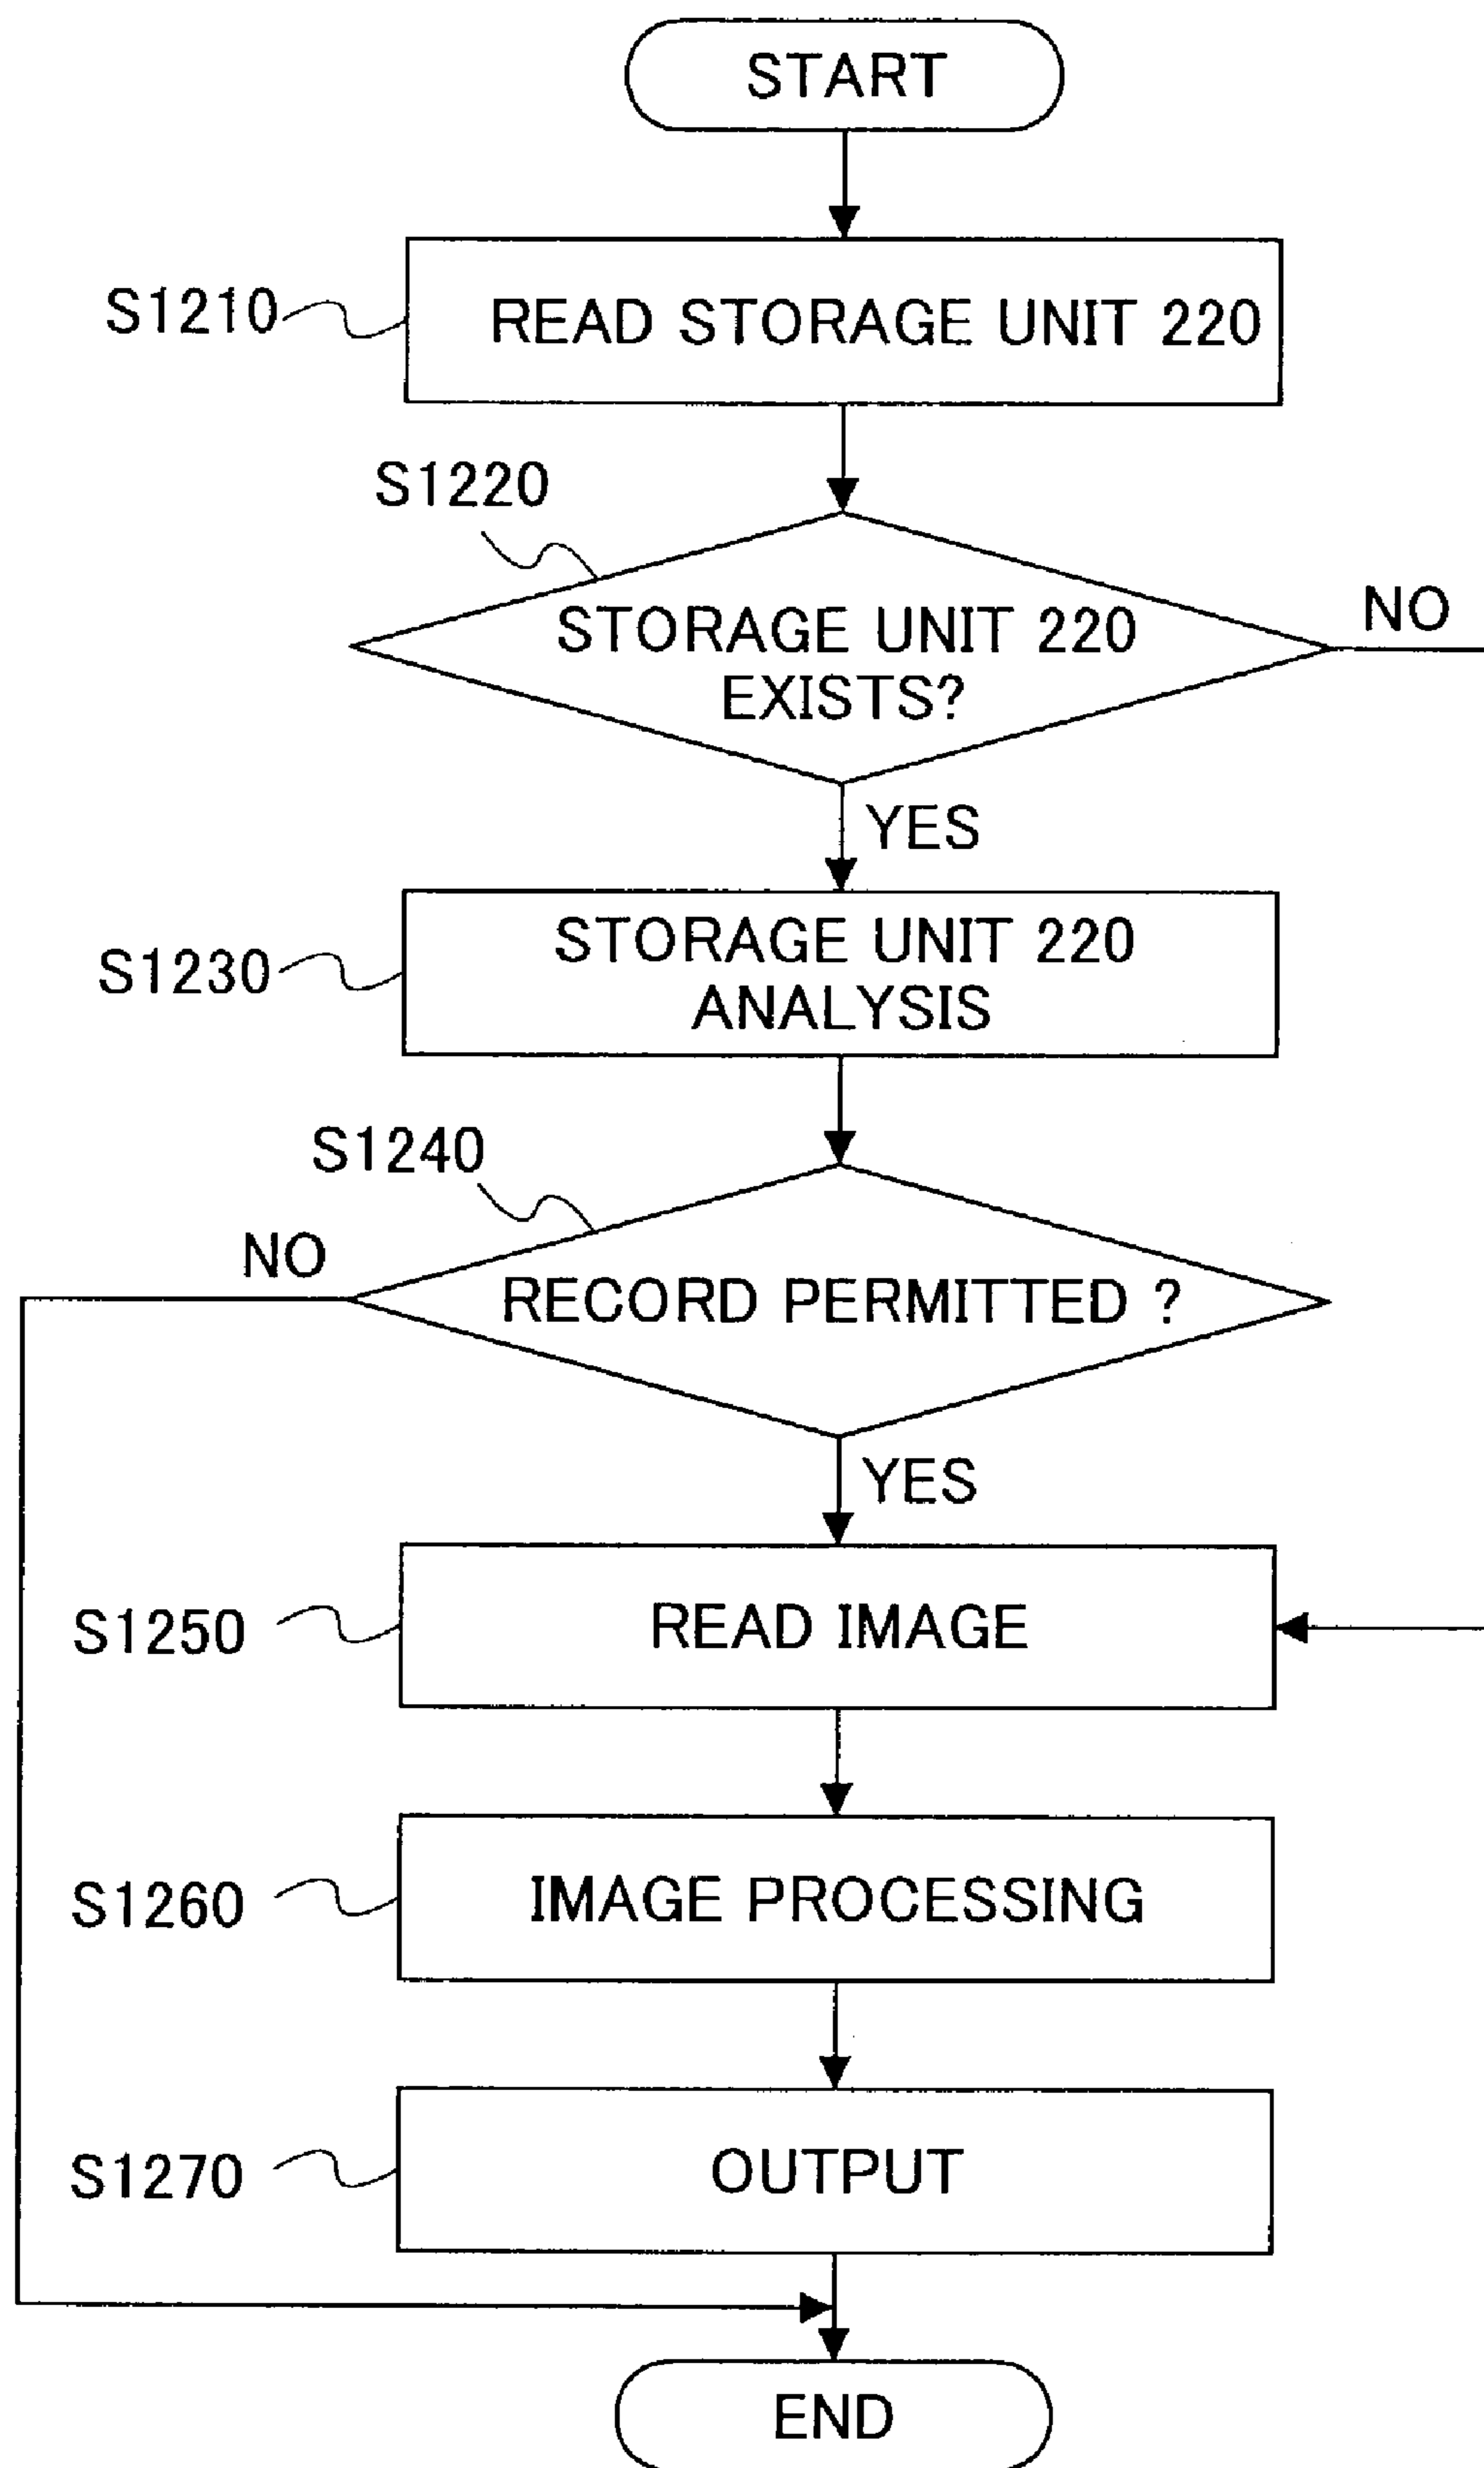 START
S1210
READ STORAGE UNIT 220
S1220
STORAGE UNIT 220
EXISTS?
NO
YES
S1230
STORAGE UNIT 220
ANALYSIS
S1240
NO
RECORD PERMITTED ?
YES
S1250
READ IMAGE
S1260
IMAGE PROCESSING
S1270
OUTPUT
END